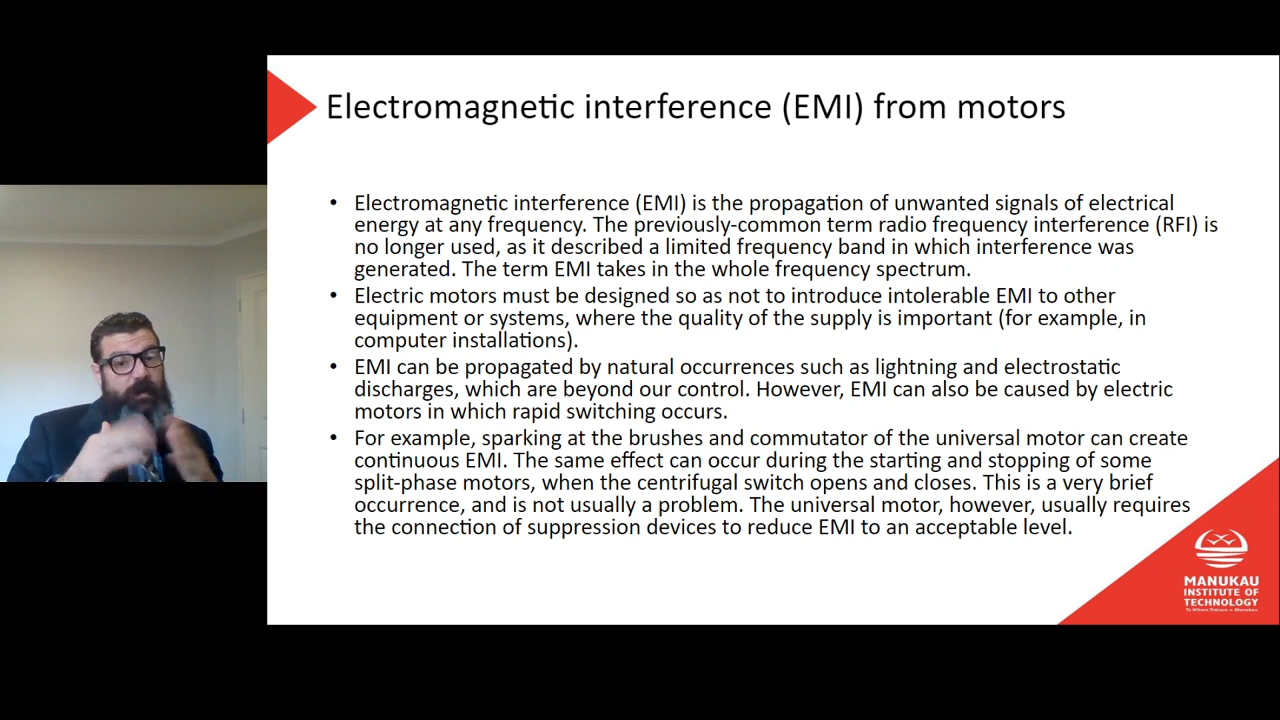 Electromagnetic interference (EMI) from motors
• Electromagnetic interference (EMI) is the propagation of unwanted signals of electrical
energy at any frequency. The previously-common term radio frequency interference (RFI) is
no longer used, as it described a limited frequency band in which interference was
generated. The term EMI takes in the whole frequency spectrum.
• Electric motors must be designed so as not to introduce intolerable EMI to other
equipment or systems, where the quality of the supply is important (for example, in
computer installations).
• EMI can be propagated by natural occurrences such as lightning and electrostatic
discharges, which are beyond our control. However, EMI can also be caused by electric
motors in which rapid switching occurs.
• For example, sparking at the brushes and commutator of the universal motor can create
continuous EMI. The same effect can occur during the starting and stopping of some
split-phase motors, when the centrifugal switch opens and closes. This is a very brief
occurrence, and is not usually a problem. The universal motor, however, usually requires
the connection of suppression devices to reduce EMI to an acceptable level.
MANUKAU
INSTITUTE OF
TECHNOLOGY